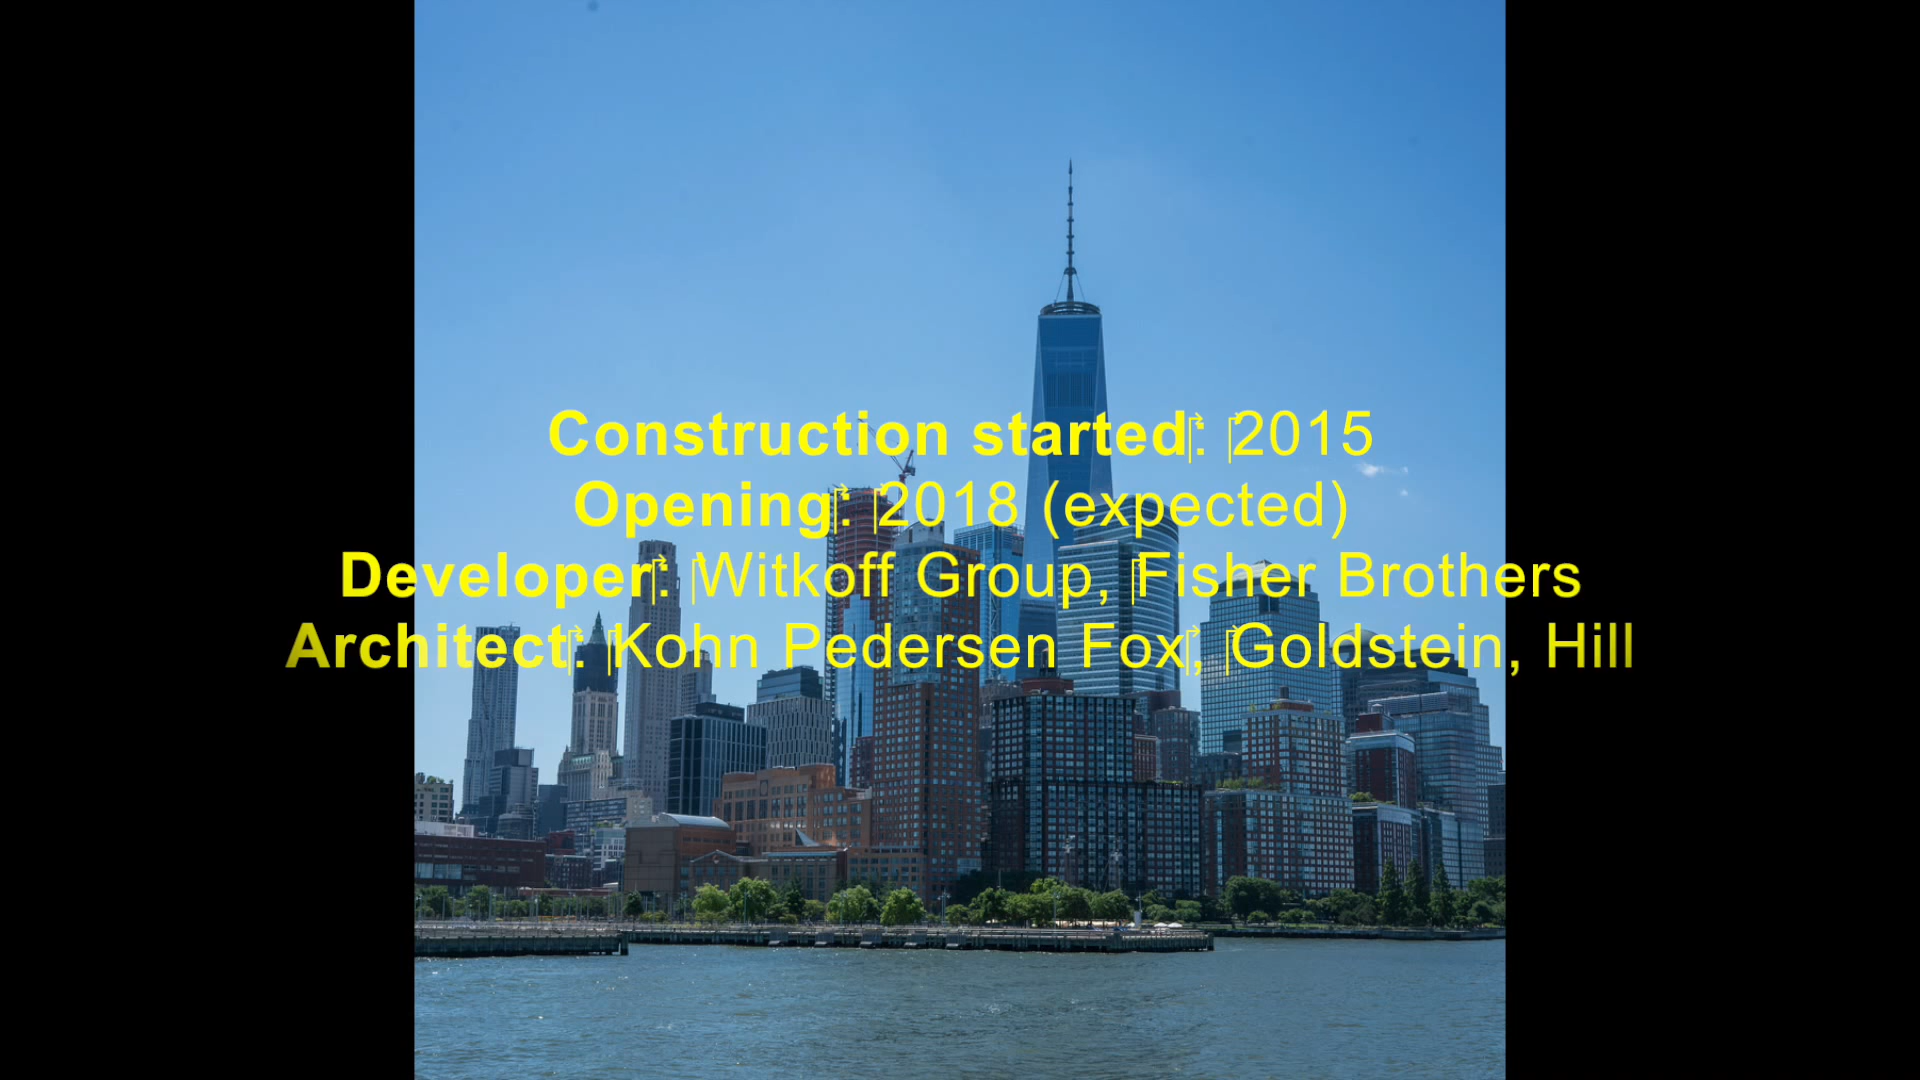 Construction started: 2015
Opening: 2018 (expected)
Developer: Witkoff Group, Fisher Brothers
Architect: Kohn Pedersen Fox, Goldstein, Hill